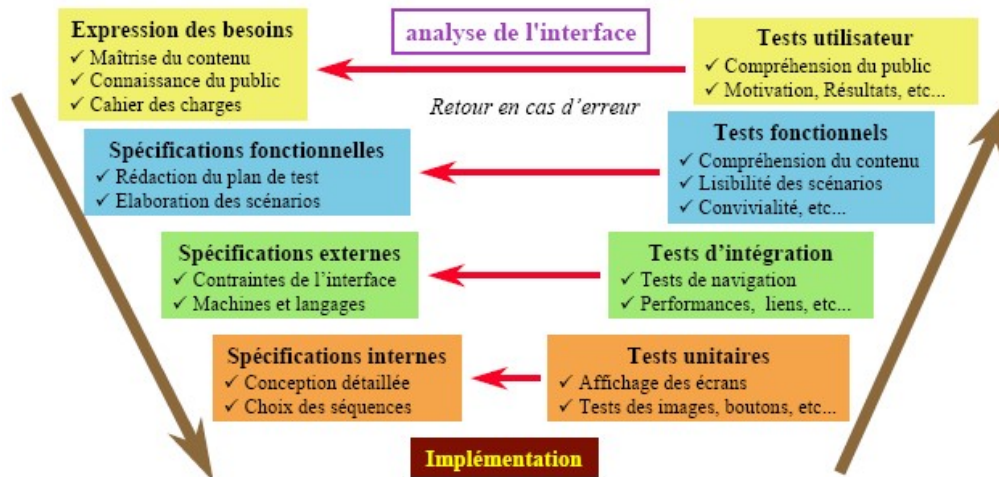 Expression des besoins
✓ Maîtrise du contenu
✓ Connaissance du public
✓ Cahier des charges
analyse de l'interface
Tests utilisateur
✓ Compréhension du public
✓ Motivation, Résultats, etc...
Retour en cas d'erreur
Spécifications fonctionnelles
✓ Rédaction du plan de test
✓ Elaboration des scénarios
Tests fonctionnels
✓ Compréhension du contenu
✓ Lisibilité des scénarios
✓ Convivialité, etc...
Spécifications externes
✓ Contraintes de l'interface
✓ Machines et langages
Tests d'intégration
✓ Tests de navigation
✓ Performances, liens, etc...
Spécifications internes
✓ Conception détaillée
✓ Choix des séquences
Tests unitaires
✓ Affichage des écrans
✓ Tests des images, boutons, etc...
Implémentation